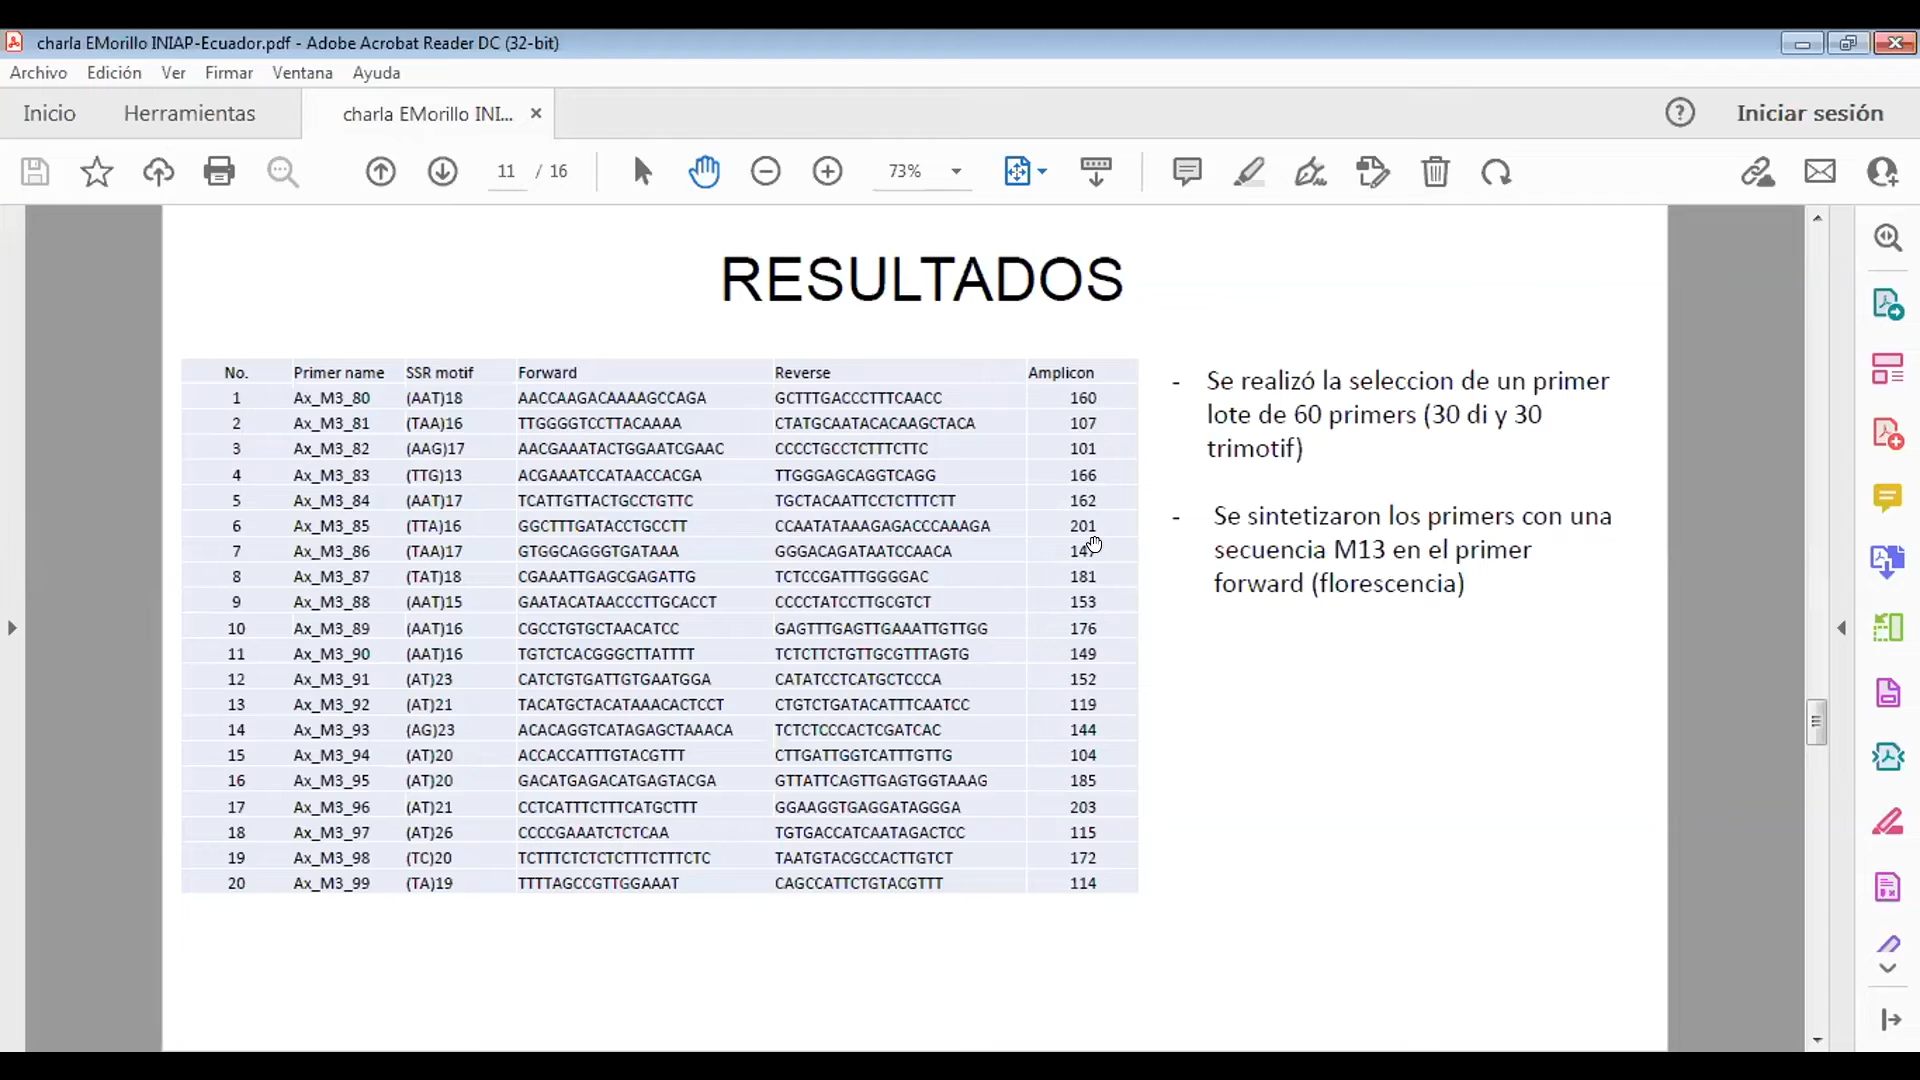 charla EMorillo INIAP-Ecuador.pdf - Adobe Acrobat Reader DC (32-bit)
Archivo Edición Ver Firmar Ventana Ayuda
Inicio Herramientas charla EMorillo INI... Iniciar sesión
11 / 16 73%
RESULTADOS
No. Primer name SSR motif Forward Reverse Amplicon
1 Ax_M3_80 (AAT)18 AACCAAGACAAAAGCCAGA GCTTTGACCCTTTCAACC 160
2 Ax_M3_81 (TAA)16 TTGGGGTCCTTACAAAA CTATGCAATACACAAGCTACA 107
3 Ax_M3_82 (AAG)17 AACGAAATACTGGAATCGAAC CCCCTGCCTCTTTCTTC 101
4 Ax_M3_83 (TTG)13 ACGAAATCCATAACCACGA TTGGGAGCAGGTCAGG 166
5 Ax_M3_84 (AAT)17 TCATTGTTACTGCCTGTTC TGCTACAATTCCTCTTTCTT 162
6 Ax_M3_85 (TTA)16 GGCTTTGATACCTGCCTT CCAATATAAAGAGACCCAAAGA 201
7 Ax_M3_86 (TAA)17 GTGGCAGGGTGATAAA GGGACAGATAATCCAACA
8 Ax_M3_87 (TAT)18 CGAAATTGAGCGAGATTG TCTCCGATTTGGGGAC 181
9 Ax_M3_88 (AAT)15 GAATACATAACCCTTGCACCT CCCCTATCCTTGCGTCT 153
10 Ax_M3_89 (AAT)16 CGCCTGTGCTAACATCC GAGTTTGAGTTGAAATTGTTGG 176
11 Ax_M3_90 (AAT)16 TGTCTCACGGGCTTATTTT TCTCTTCTGTTGCGTTTAGTG 149
12 Ax_M3_91 (AT)23 CATCTGTGATTGTGAATGGA CATATCCTCATGCTCCCA 152
13 Ax_M3_92 (AT)21 TACATGCTACATAAACACTCCT CTGTCTGATACATTTCAATCC 119
14 Ax_M3_93 (AG)23 ACACAGGTCATAGAGCTAAACA TCTCTCCCACTCGATCAC 144
15 Ax_M3_94 (AT)20 ACCACCATTTGTACGTTT CTTGATTGGTCATTTGTTG 104
16 Ax_M3_95 (AT)20 GACATGAGACATGAGTACGA GTTATTCAGTTGAGTGGTAAAG 185
17 Ax_M3_96 (AT)21 CCTCATTTCTTTCATGCTTT GGAAGGTGAGGATAGGGA 203
18 Ax_M3_97 (AT)26 CCCCGAAATCTCTCAA TGTGACCATCAATAGACTCC 115
19 Ax_M3_98 (TC)20 TCTTTCTCTCTCTTTCTTTCTC TAATGTACGCCACTTGTCT 172
20 Ax_M3_99 (TA)19 TTTTAGCCGTTGGAAAT CAGCCATTCTGTACGTTT 114
- Se realizó la seleccion de un primer
lote de 60 primers (30 di y 30
trimotif)
- Se sintetizaron los primers con una
secuencia M13 en el primer
forward (florescencia)